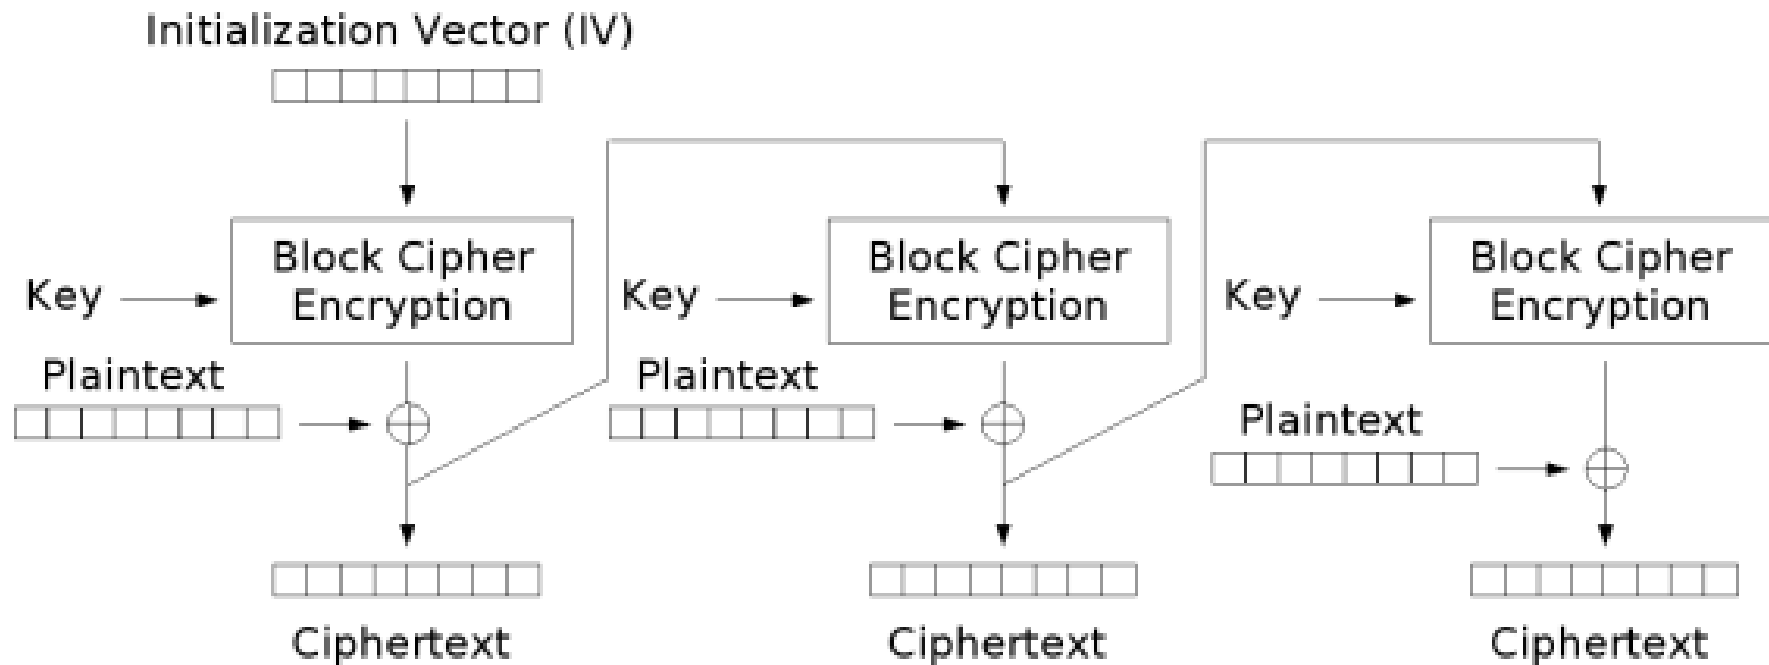 Initialization Vector (IV)
Block Cipher
Encryption
Key
Plaintext
Ciphertext
Block Cipher
Encryption
Key
Plaintext
Ciphertext
Block Cipher
Encryption
Key
Plaintext
Ciphertext